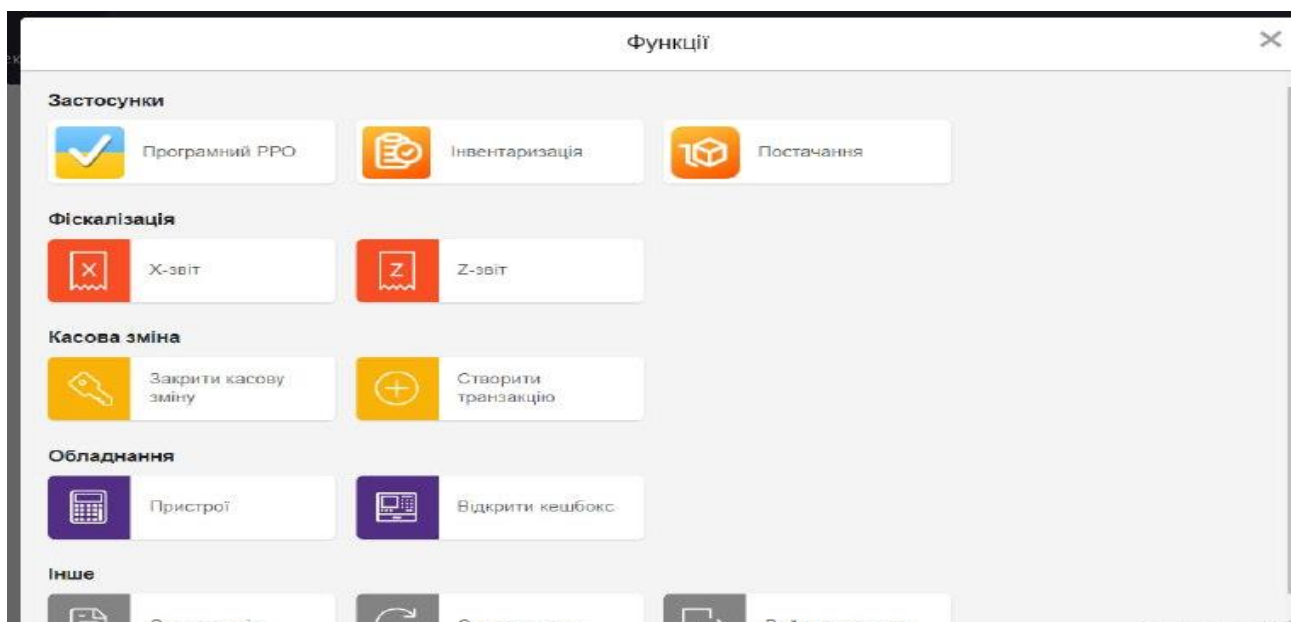 Функції
Застосунки
Програмний РРО
Інвентаризація
Постачання
Фіскалізація
X-звіт
Z-звіт
Касова зміна
Закрити касову
зміну
Створити
транзакцію
Обладнання
Пристрої
Відкрити кешбокс
Інше